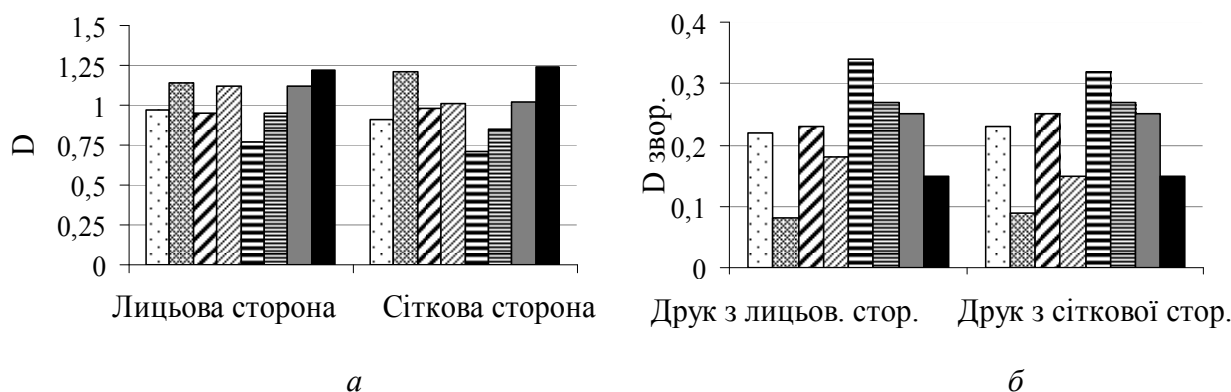 1,5
1,25
1
0,75
0,5
0,25
0
D
Лицьова сторона
Сіткова сторона
а
0,4
0,3
0,2
0,1
0
D звор.
Друк з лицьов. стор.
Друк з сіткової стор.
б